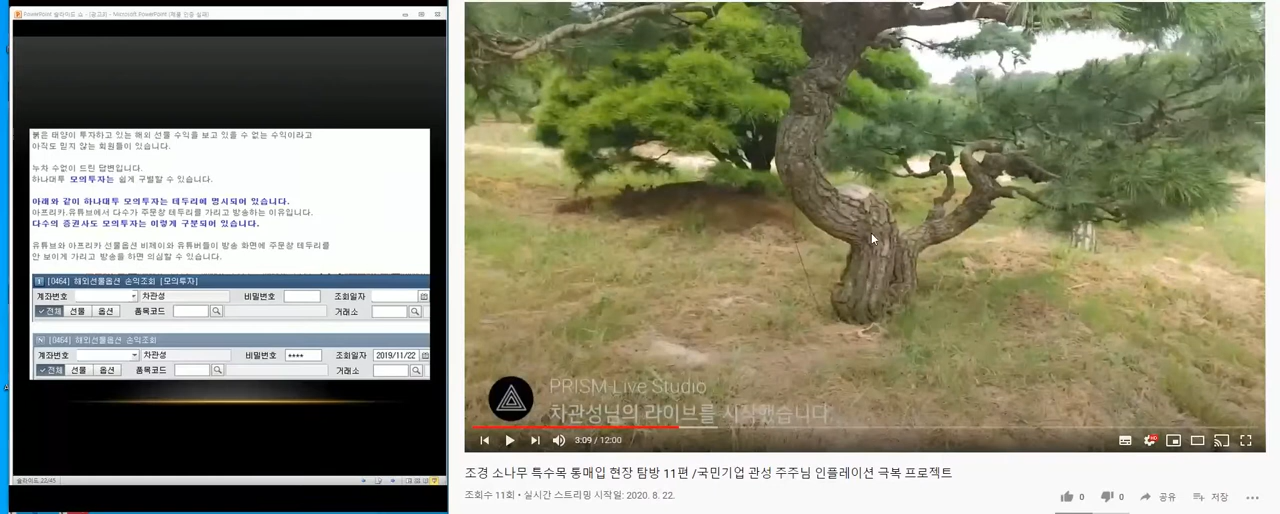 PowerPoint 슬라이드 쇼 - [광고3] - Microsoft PowerPoint (제품 인증 실패)
붉은 태양이 투자하고 있는 해외 선물 수익을 보고 있을 수 없는 수익이라고
아직도 믿지 않는 회원들이 있습니다.
누차 수없이 드린 답변입니다.
하나대투 모의투자는 쉽게 구별할 수 있습니다.
아래와 같이 하나대투 모의투자는 테두리에 명시되어 있습니다.
아프리카.유튜브에서 다수가 주문창 테두리를 가리고 방송하는 이유입니다.
다수의 증권사도 모의투자는 이렇게 구분되어 있습니다.
유튜브와 아프리카 선물옵션 비제이와 유튜버들이 방송 화면에 주문창 테두리를
안 보이게 가리고 방송을 하면 의심할 수 있습니다.
[0464] 해외선물옵션 손익조회 [모의투자]
계좌번호 차관성 비밀번호 조회일자
전체 선물 옵션 품목코드 거래소
[0464] 해외선물옵션 손익조회
계좌번호 차관성 비밀번호 **** 조회일자 2019/11/22
전체 선물 옵션 품목코드 거래소
슬라이드 22/45
PRISM Live Studio
차관성님의 라이브를 시작했습니다.
3:09 / 12:00
HD
조경 소나무 특수목 통매입 현장 탐방 11편 /국민기업 관성 주주님 인플레이션 극복 프로젝트
조회수 11회 • 실시간 스트리밍 시작일: 2020. 8. 22.
0 0 공유 저장